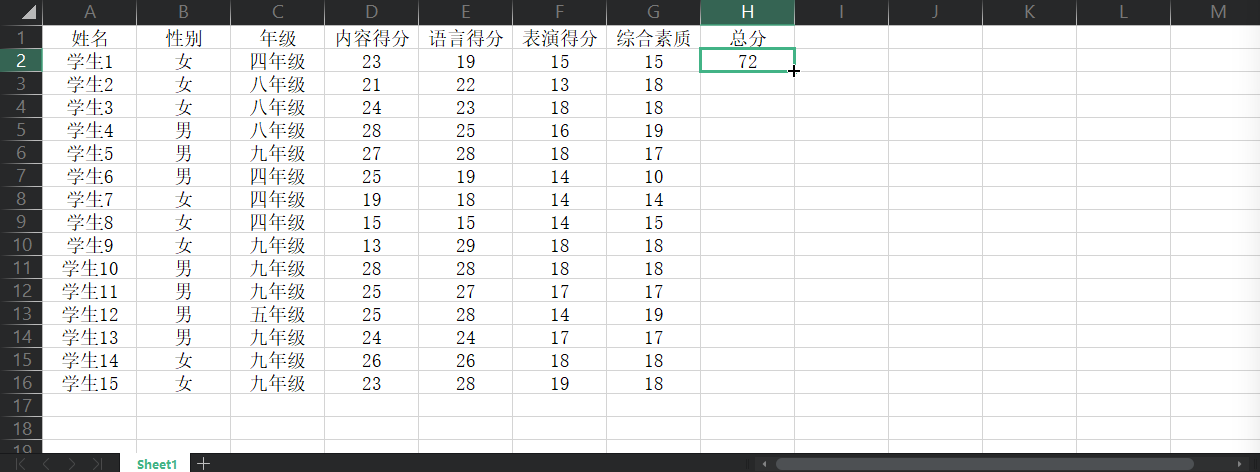 A B C D E F G H I J K L M
1 姓名 性别 年级 内容得分 语言得分 表演得分 综合素质 总分
2 学生1 女 四年级 23 19 15 15 72
3 学生2 女 八年级 21 22 13 18
4 学生3 女 八年级 24 23 18 18
5 学生4 男 八年级 28 25 16 19
6 学生5 男 九年级 27 28 18 17
7 学生6 男 四年级 25 19 14 10
8 学生7 女 四年级 19 18 14 14
9 学生8 女 四年级 15 15 14 15
10 学生9 女 九年级 13 29 18 18
11 学生10 男 九年级 28 28 18 18
12 学生11 男 九年级 25 27 17 17
13 学生12 男 五年级 25 28 14 19
14 学生13 男 九年级 24 24 17 17
15 学生14 女 九年级 26 26 18 18
16 学生15 女 九年级 23 28 19 18
17
18
19
Sheet1